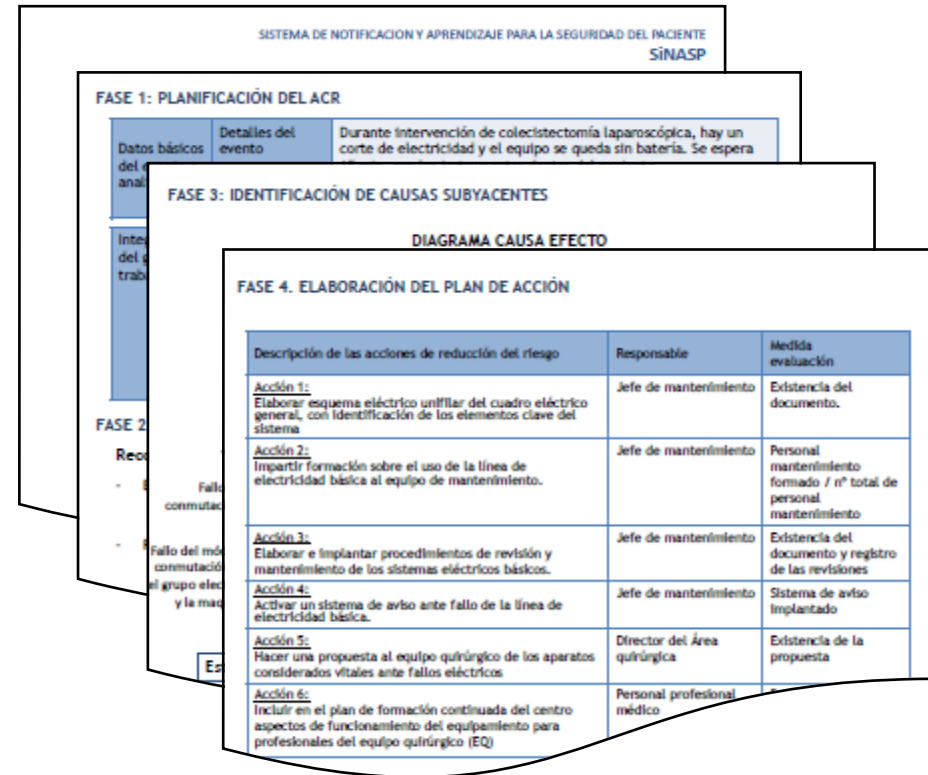 SISTEMA DE NOTIFICACION Y APRENDIZAJE PARA LA SEGURIDAD DEL PACIENTE
SiNASP
FASE 1: PLANIFICACIÓN DEL ACR
Datos básicos
del
Detalles del
evento
Durante intervención de colecistectomía laparoscópica, hay un
corte de electricidad y el equipo se queda sin batería. Se espera
FASE 2
FASE 3: IDENTIFICACIÓN DE CAUSAS SUBYACENTES
DIAGRAMA CAUSA EFECTO
Fallo del
el grupo
y la
FASE 4. ELABORACIÓN DEL PLAN DE ACCIÓN
Descripción de las acciones de reducción del riesgo
Responsable
Medida
evaluación
Acción 1:
Elaborar esquema eléctrico unifilar del cuadro eléctrico
general, con identificación de los elementos clave del
sistema
Jefe de mantenimiento
Existencia del
documento.
Acción 2:
Impartir formación sobre el uso de la línea de
electricidad básica al equipo de mantenimiento.
Jefe de mantenimiento
Personal
mantenimiento
formado / nº total de
personal
mantenimiento
Acción 3:
Elaborar e implantar procedimientos de revisión y
mantenimiento de los sistemas eléctricos básicos.
Jefe de mantenimiento
Existencia del
documento y registro
de las revisiones
Acción 4:
Activar un sistema de aviso ante fallo de la línea de
electricidad básica.
Jefe de mantenimiento
Sistema de aviso
implantado
Acción 5:
Hacer una propuesta al equipo quirúrgico de los aparatos
considerados vitales ante fallos eléctricos
Director del Área
quirúrgica
Existencia de la
propuesta
Acción 6:
Incluir en el plan de formación continuada del centro
aspectos de funcionamiento del equipamiento para
profesionales del equipo quirúrgico (EQ)
Personal profesional
médico